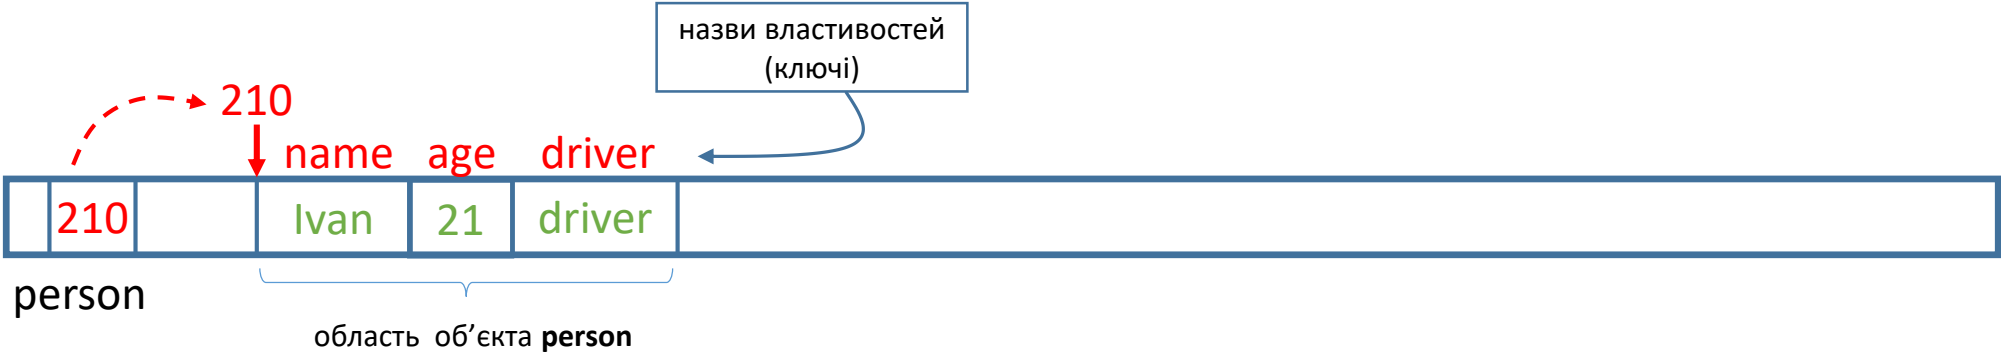 назви властивостей
(ключі)
210
name age driver
210 Ivan 21 driver
person
область об’єкта person